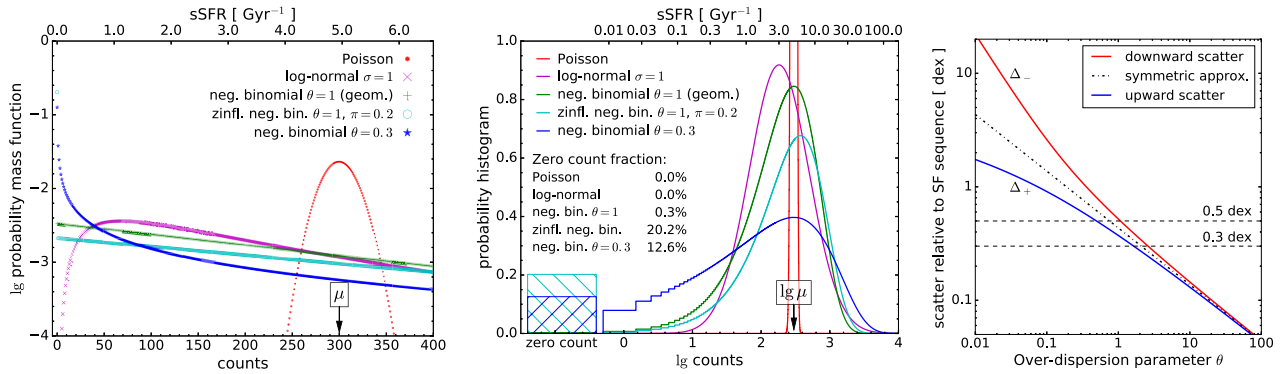 sSFR [ Gyr⁻¹ ]
0.0 1.0 2.0 3.0 4.0 5.0 6.0
lg probability mass function
0
−1
−2
−3
−4
Poisson
log-normal σ=1
neg. binomial θ=1 (geom.)
zinfl. neg. bin. θ=1, π=0.2
neg. binomial θ=0.3
μ
0 50 100 150 200 250 300 350 400
counts
sSFR [ Gyr⁻¹ ]
0.01 0.03 0.1 0.3 1.0 3.0 10.0 30.0 100.0
probability histogram
1.0
0.8
0.6
0.4
0.2
0.0
Poisson
log-normal σ=1
neg. binomial θ=1 (geom.)
zinfl. neg. bin. θ=1, π=0.2
neg. binomial θ=0.3
Zero count fraction:
Poisson 0.0%
log-normal 0.0%
neg. bin. θ=1 0.3%
zinfl. neg. bin. 20.2%
neg. bin. θ=0.3 12.6%
lg μ
zero count
0 1 2 3 4
lg counts
scatter relative to SF sequence [ dex ]
10
1
0.1
downward scatter
symmetric approx.
upward scatter
Δ₋
Δ₊
0.5 dex
0.3 dex
0.01 0.1 1 10 100
Over-dispersion parameter θ